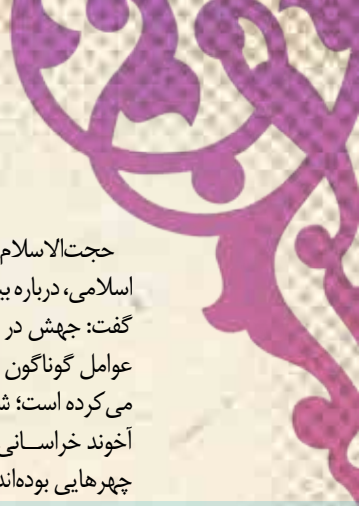 حجت‌الاسلام
اسلامی، درباره
گفت: جهش در
عوامل گوناگون
می‌کرده است؛
آخوند خراسانی
چهرهایی بوده‌اند